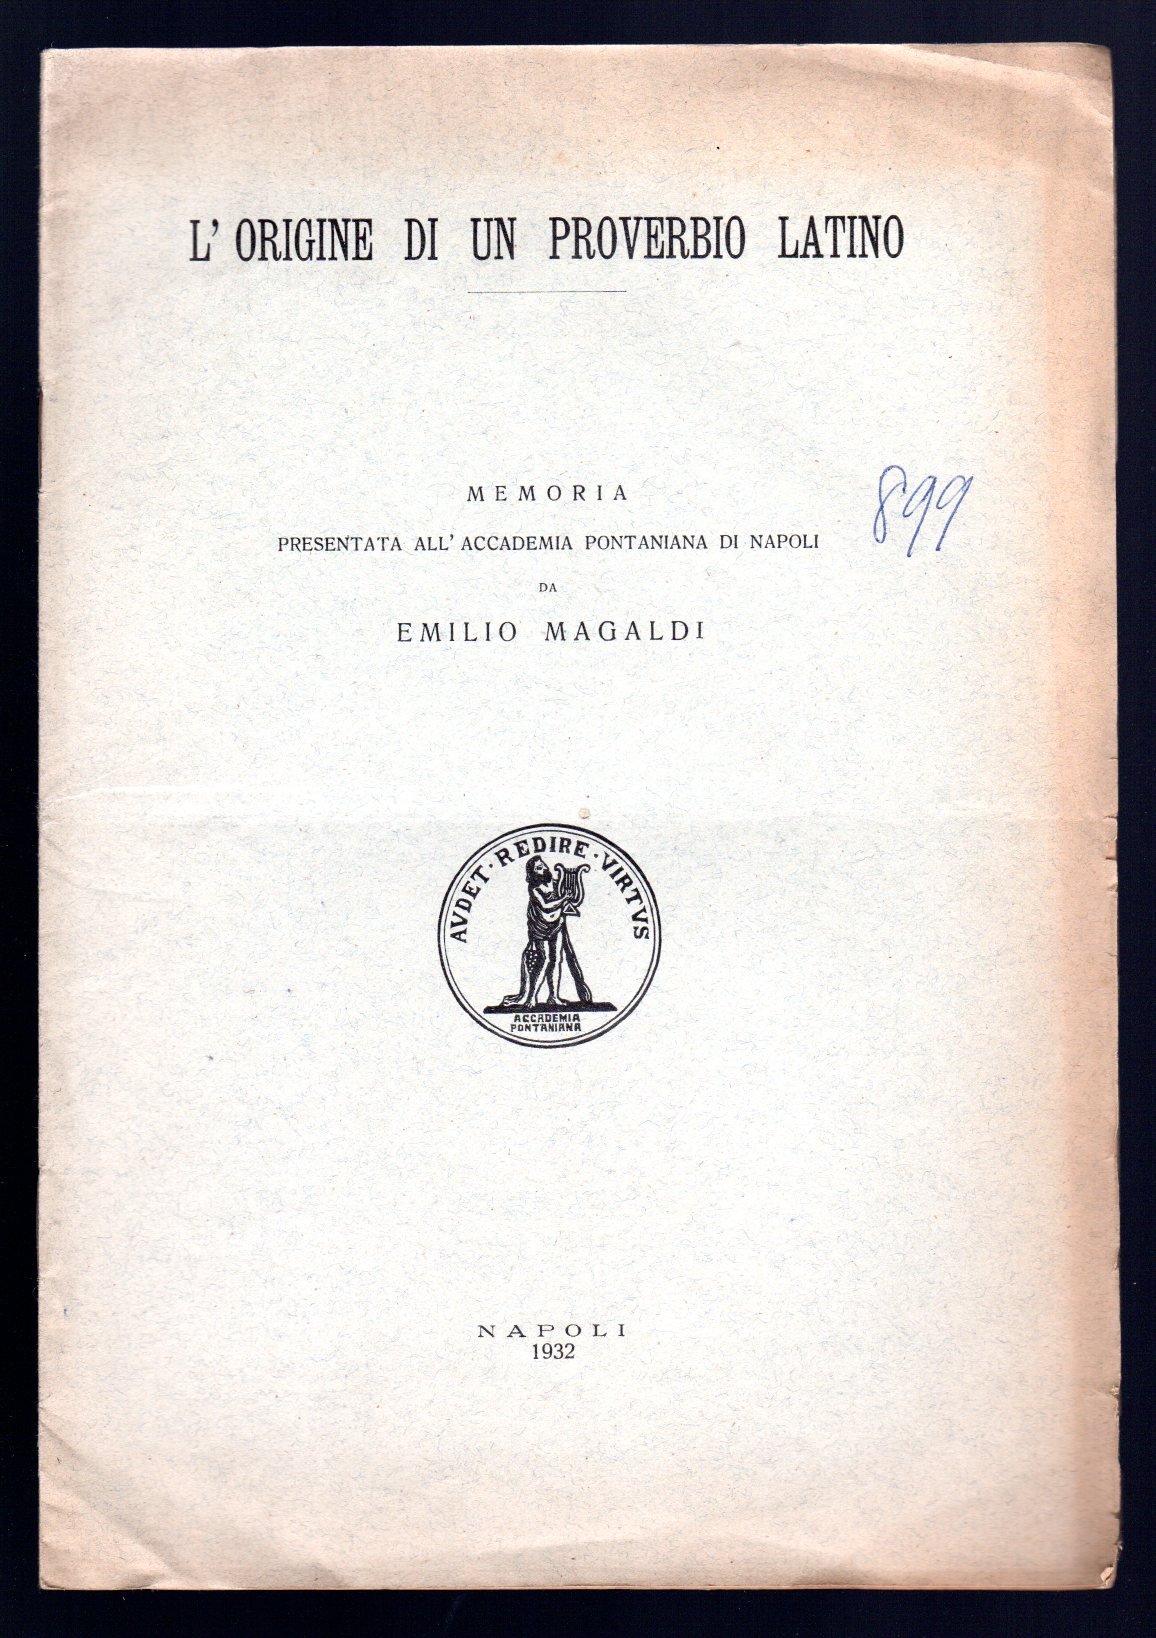 L' ORIGINE DI UN PROVERBIO LATINO
MEMORIA
PRESENTATA ALL' ACCADEMIA PONTANIANA DI NAPOLI
DA
EMILIO MAGALDI
899
AVDET · REDIRE · VIRTVS
ACCADEMIA
PONTANIANA
NAPOLI
1932